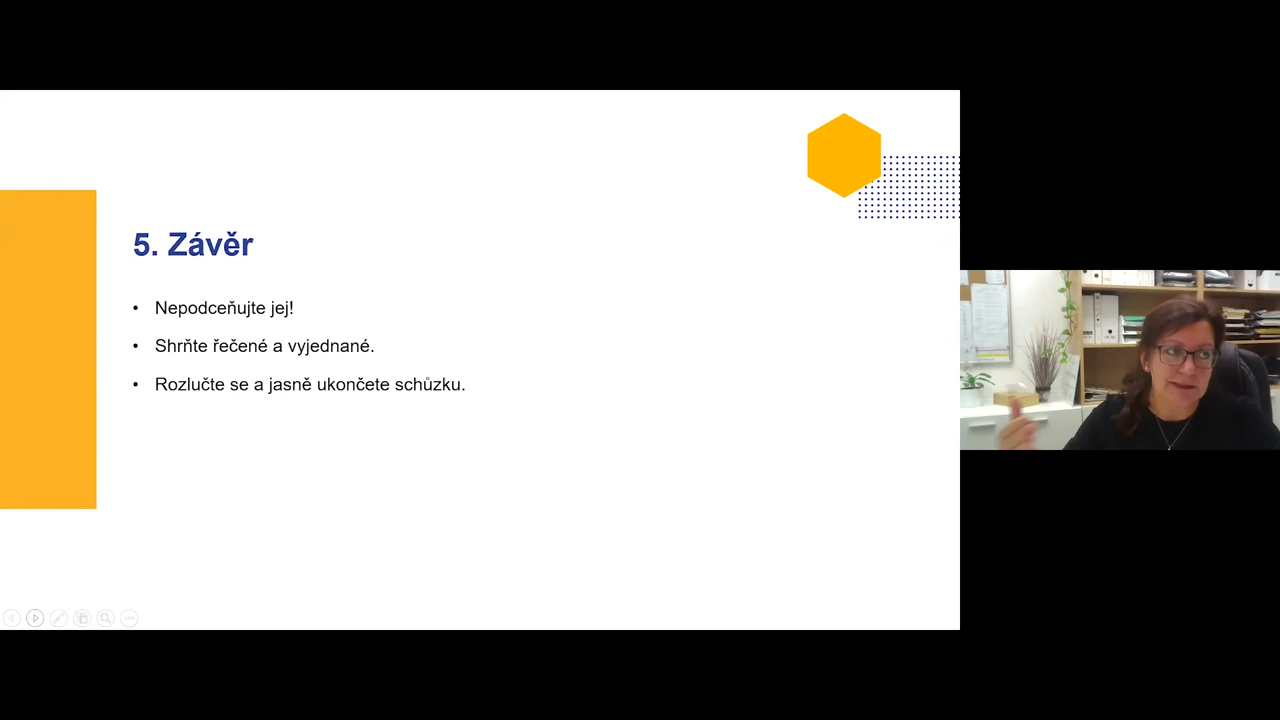 5. Závěr
• Nepodceňujte jej!
• Shrňte řečené a vyjednané.
• Rozlučte se a jasně ukončete schůzku.